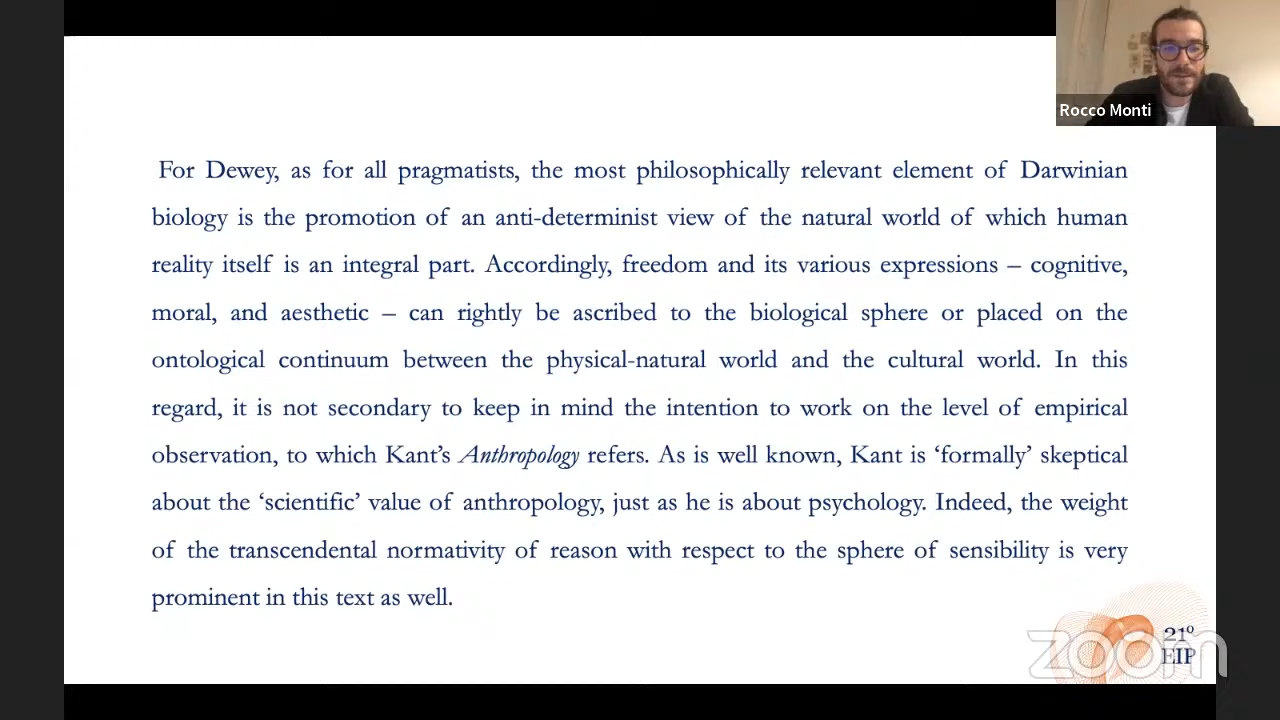 Rocco Monti
For Dewey, as for all pragmatists, the most philosophically relevant element of Darwinian
biology is the promotion of an anti-determinist view of the natural world of which human
reality itself is an integral part. Accordingly, freedom and its various expressions – cognitive,
moral, and aesthetic – can rightly be ascribed to the biological sphere or placed on the
ontological continuum between the physical-natural world and the cultural world. In this
regard, it is not secondary to keep in mind the intention to work on the level of empirical
observation, to which Kant’s Anthropology refers. As is well known, Kant is ‘formally’ skeptical
about the ‘scientific’ value of anthropology, just as he is about psychology. Indeed, the weight
of the transcendental normativity of reason with respect to the sphere of sensibility is very
prominent in this text as well.
21º
EIP
zoom